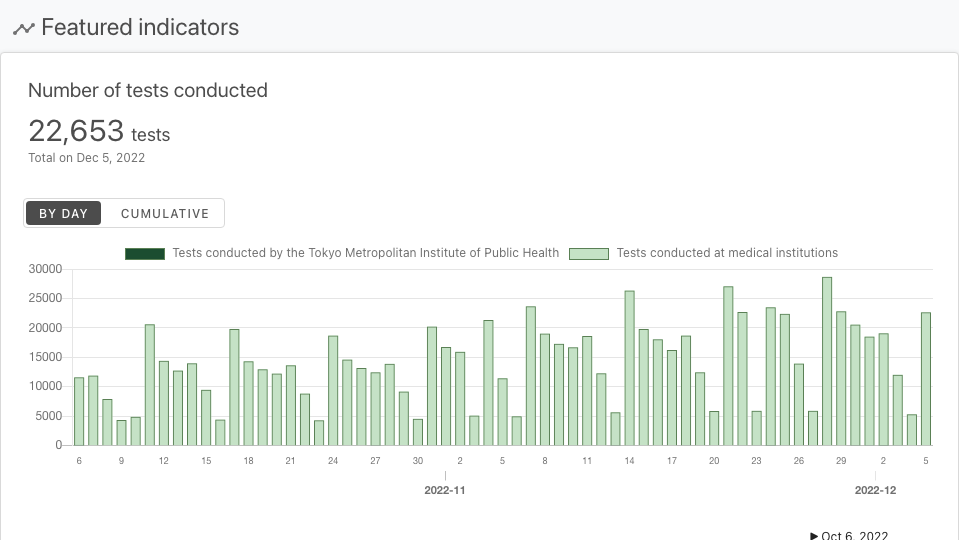 Featured indicators
Number of tests conducted
22,653 tests
Total on Dec 5, 2022
BY DAY CUMULATIVE
Tests conducted by the Tokyo Metropolitan Institute of Public Health Tests conducted at medical institutions
30000
25000
20000
15000
10000
5000
0
6 9 12 15 18 21 24 27 30 2 5 8 11 14 17 20 23 26 29 2 5
2022-11 2022-12
▶ Oct 6, 2022